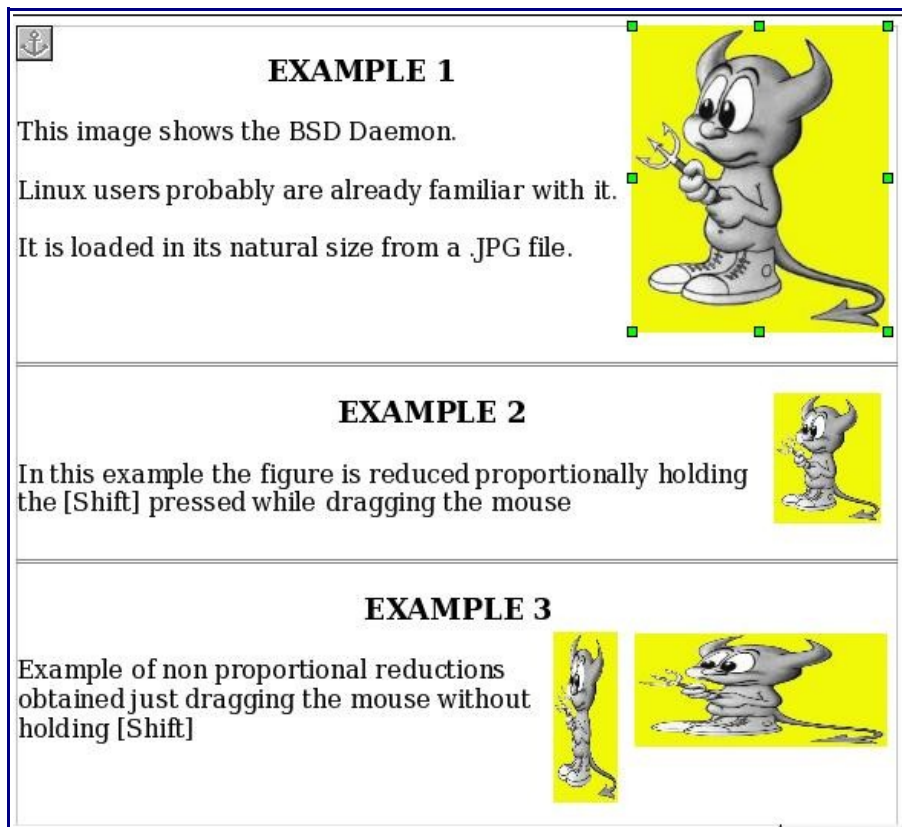 EXAMPLE 1
This image shows the BSD Daemon.
Linux users probably are already familiar with it.
It is loaded in its natural size from a .JPG file.
EXAMPLE 2
In this example the figure is reduced proportionally holding
the [Shift] pressed while dragging the mouse
EXAMPLE 3
Example of non proportional reductions
obtained just dragging the mouse without
holding [Shift]